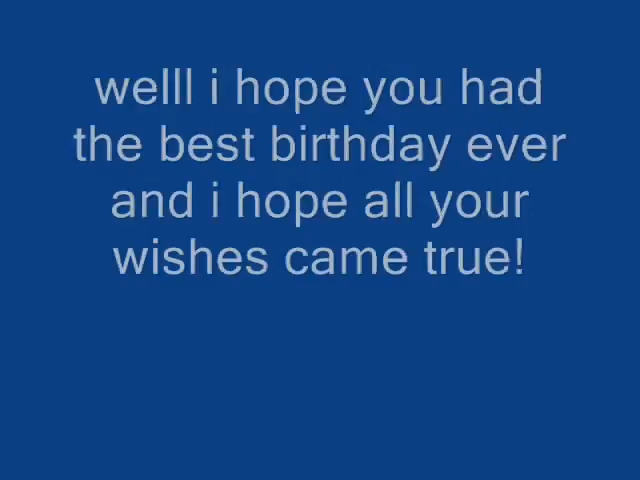 welll i hope you had
the best birthday ever
and i hope all your
wishes came true!